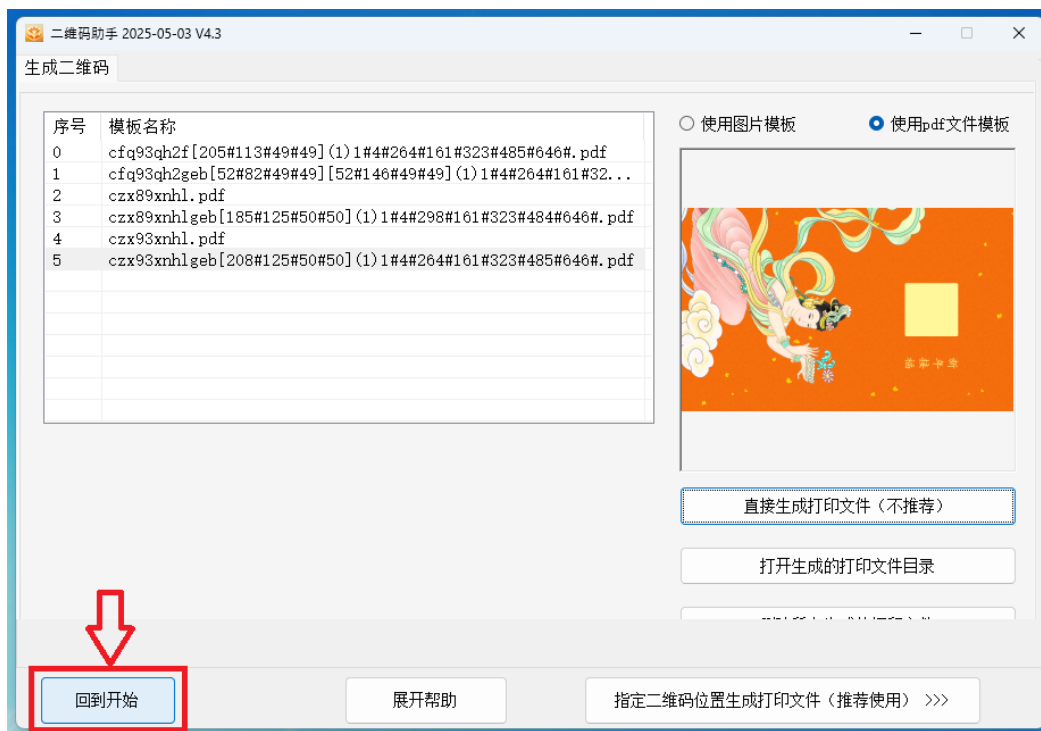 二维码助手 2025-05-03 V4.3
生成二维码
序号 模板名称
0 cfq93qh2f[205#113#49#49](1)1#4#264#161#323#485#646#.pdf
1 cfq93qh2geb[52#82#49#49][52#146#49#49](1)1#4#264#161#32...
2 czx89xnhl.pdf
3 czx89xnhlgeb[185#125#50#50](1)1#4#298#161#323#484#646#.pdf
4 czx93xnhl.pdf
5 czx93xnhlgeb[208#125#50#50](1)1#4#264#161#323#485#646#.pdf
使用图片模板 使用pdf文件模板
直接生成打印文件（不推荐）
打开生成的打印文件目录
回到开始 展开帮助 指定二维码位置生成打印文件（推荐使用） >>>